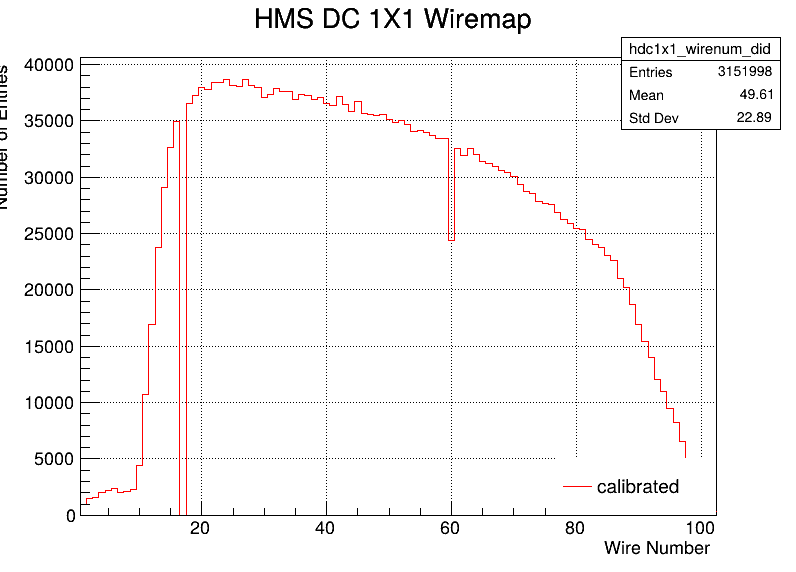 HMS DC 1X1 Wiremap
hdc1x1_wirenum_did
Entries 3151998
Mean 49.61
Std Dev 22.89
Number of Entries
40000
35000
30000
25000
20000
15000
10000
5000
0
20 40 60 80 100
calibrated
Wire Number